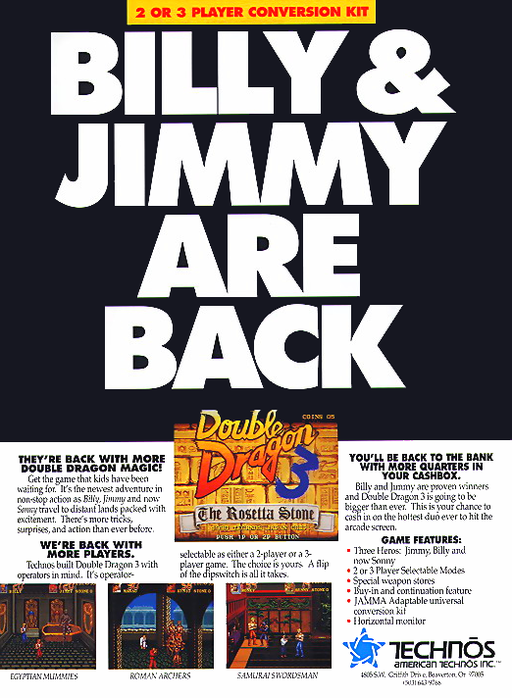 2 OR 3 PLAYER CONVERSION KIT
BILLY &
JIMMY
ARE
BACK
COINS 05
Double
Dragon
3
The Rosetta Stone
PUSH 1P OR 2P BUTTON
THEY'RE BACK WITH MORE
DOUBLE DRAGON MAGIC!
Get the game that kids have been
waiting for. It's the newest adventure in
non-stop action as Billy, Jimmy and now
Sonny travel to distant lands packed with
excitement. There's more tricks,
surprises, and action than ever before.
WE'RE BACK WITH
MORE PLAYERS.
Technos built Double Dragon 3 with
operators in mind. It's operator-
selectable as either a 2-player or a 3-
player game. The choice is yours. A flip
of the dipswitch is all it takes.
YOU'LL BE BACK TO THE BANK
WITH MORE QUARTERS IN
YOUR CASHBOX.
Billy and Jimmy are proven winners
and Double Dragon 3 is going to be
bigger than ever. This is your chance to
cash in on the hottest duo ever to hit the
arcade screen.
GAME FEATURES:
• Three Heros: Jimmy, Billy and
now Sonny
• 2 or 3 Player Selectable Modes
• Special weapon stores
• Buy-in and continuation feature
• JAMMA Adaptable universal
conversion kit
• Horizontal monitor
EGYPTIAN MUMMIES
ROMAN ARCHERS
SAMURAI SWORDSMAN
TECHNŌS
AMERICAN TECHNŌS INC.™
Griffith Drive, Beaverton, Or. 97005